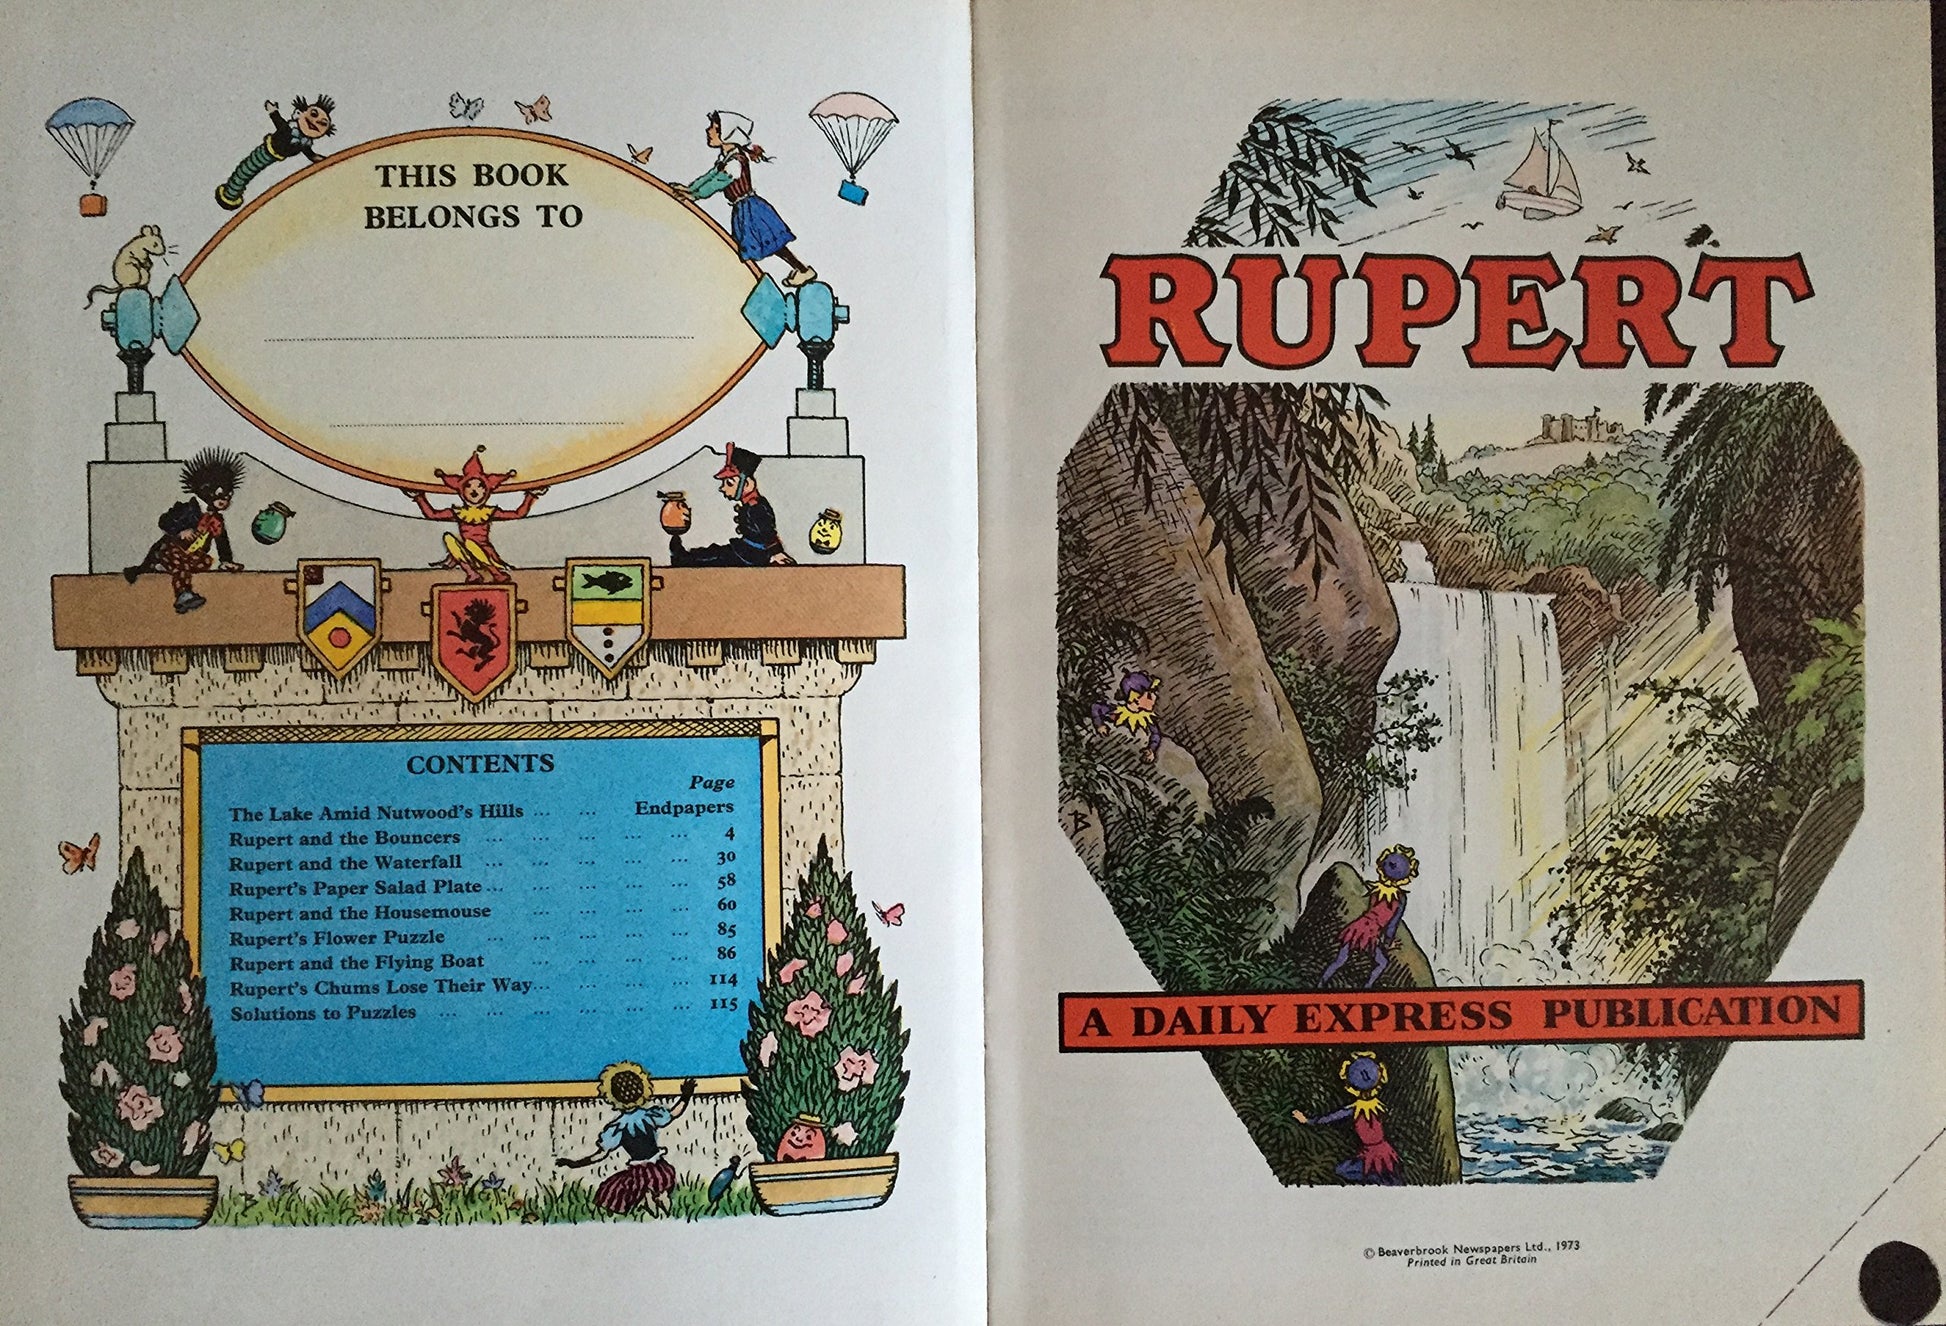 THIS BOOK
BELONGS TO
CONTENTS
Page
The Lake Amid Nutwood's Hills ... ... Endpapers
Rupert and the Bouncers ... ... ... ... ... 4
Rupert and the Waterfall ... ... ... ... ... 30
Rupert's Paper Salad Plate ... ... ... ... ... 58
Rupert and the Housemouse ... ... ... ... 60
Rupert's Flower Puzzle ... ... ... ... ... 85
Rupert and the Flying Boat ... ... ... ... 86
Rupert's Chums Lose Their Way... ... ... ... 114
Solutions to Puzzles ... ... ... ... ... ... 115
RUPERT
B
A DAILY EXPRESS PUBLICATION
© Beaverbrook Newspapers Ltd., 1973
Printed in Great Britain